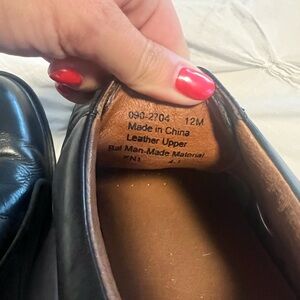 090-2704 12M
Made in China
Leather Upper
Bal Man-Made Material